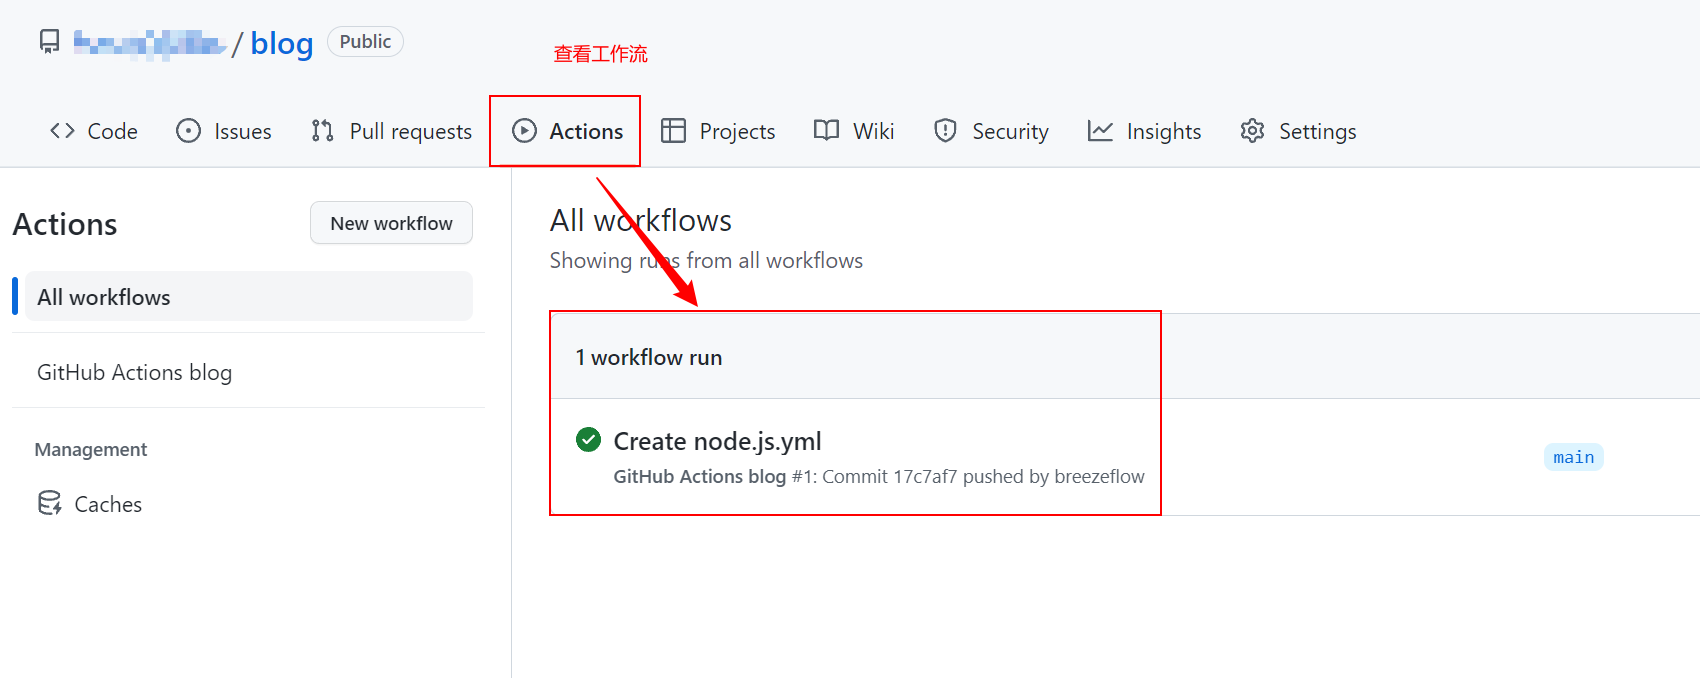 / blog Public
查看工作流
Code Issues Pull requests Actions Projects Wiki Security Insights Settings
Actions
New workflow
All workflows
GitHub Actions blog
Management
Caches
All workflows
Showing runs from all workflows
1 workflow run
Create node.js.yml
GitHub Actions blog #1: Commit 17c7af7 pushed by breezeflow
main